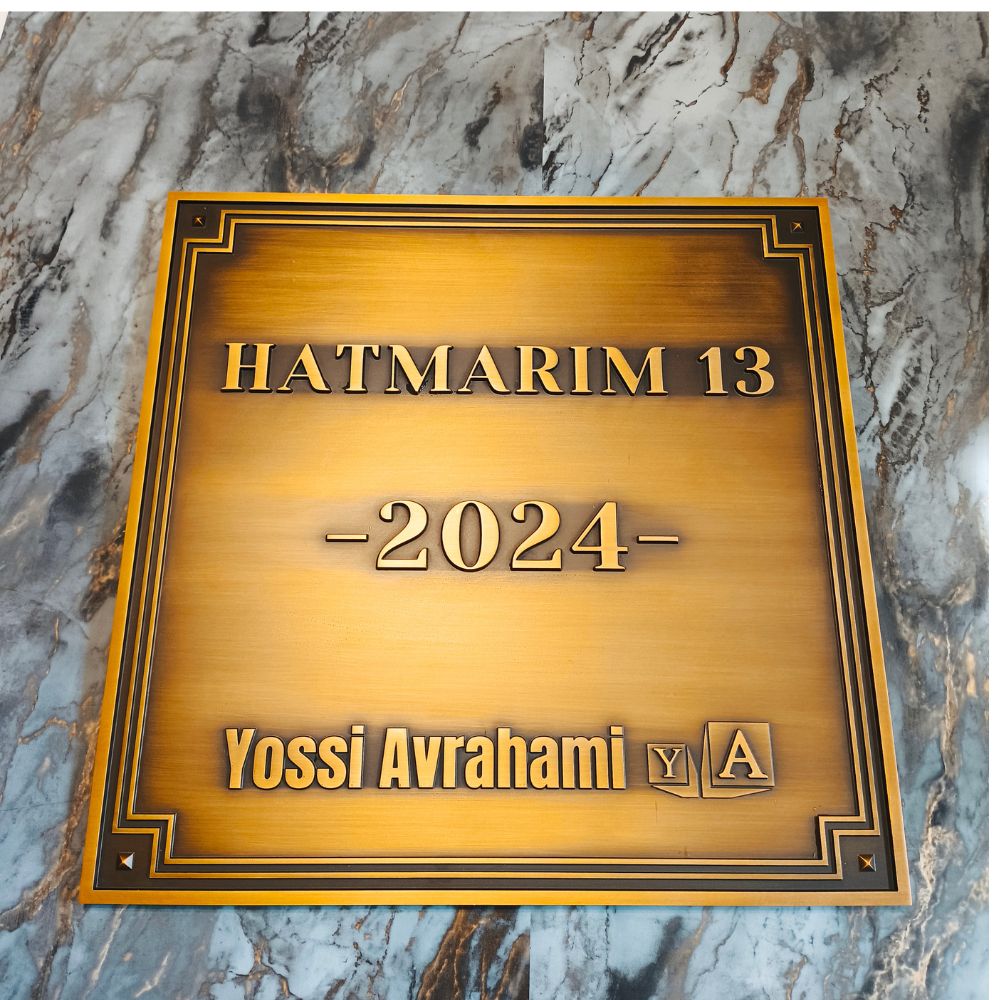 HATMARIM 13
-2024-
Yossi Avrahami Y A